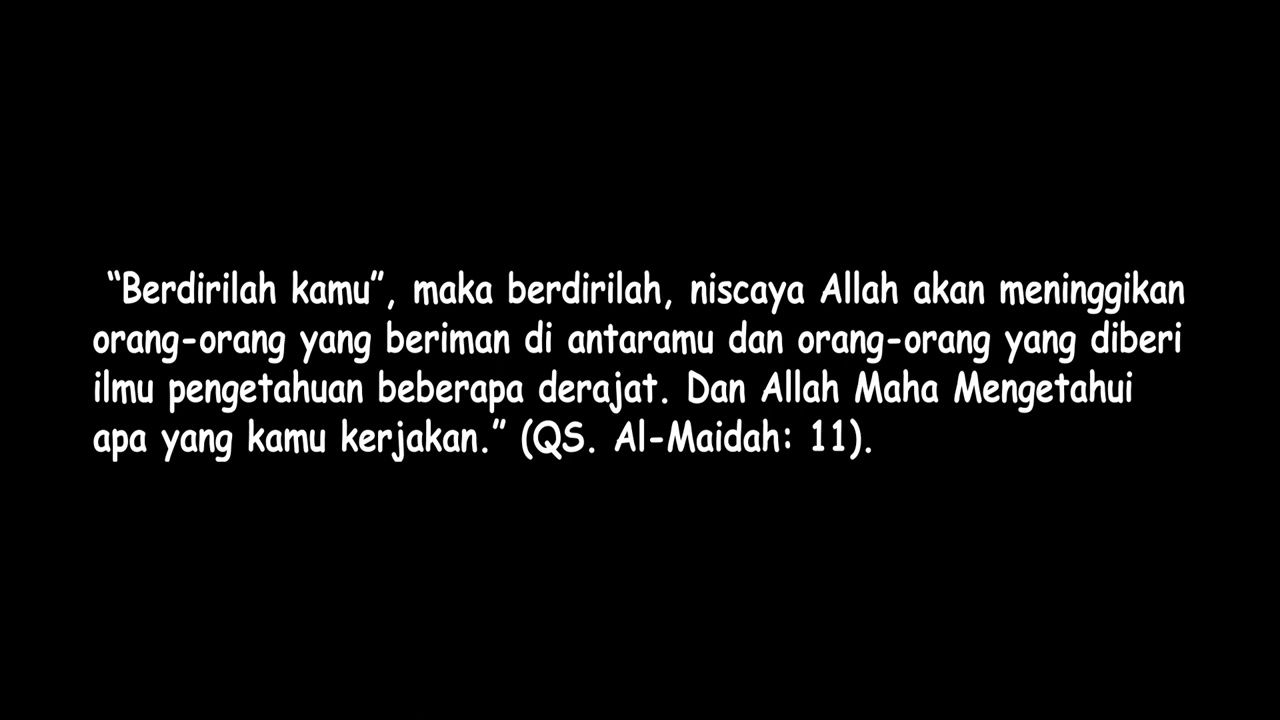 “Berdirilah kamu”, maka berdirilah, niscaya Allah akan meninggikan
orang-orang yang beriman di antaramu dan orang-orang yang diberi
ilmu pengetahuan beberapa derajat. Dan Allah Maha Mengetahui
apa yang kamu kerjakan.” (QS. Al-Maidah: 11).